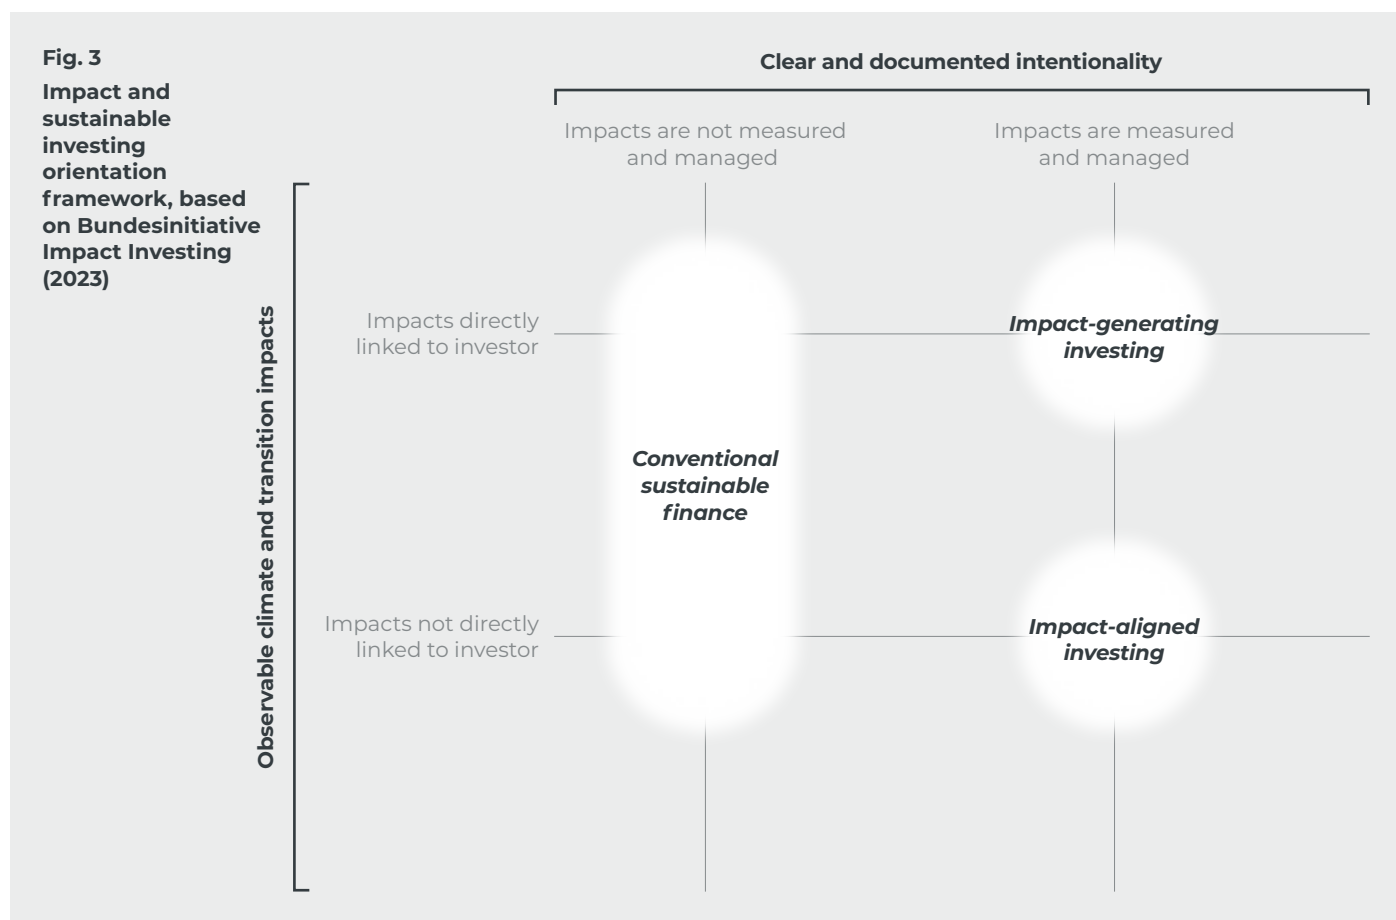 Fig. 3
Impact and
sustainable
investing
orientation
framework, based
on Bundesinitiative
Impact Investing
(2023)
Clear and documented intentionality
Impacts are not measured
and managed
Impacts are measured
and managed
Observable climate and transition impacts
Impacts directly
linked to investor
Impact-generating
investing
Conventional
sustainable
finance
Impacts not directly
linked to investor
Impact-aligned
investing